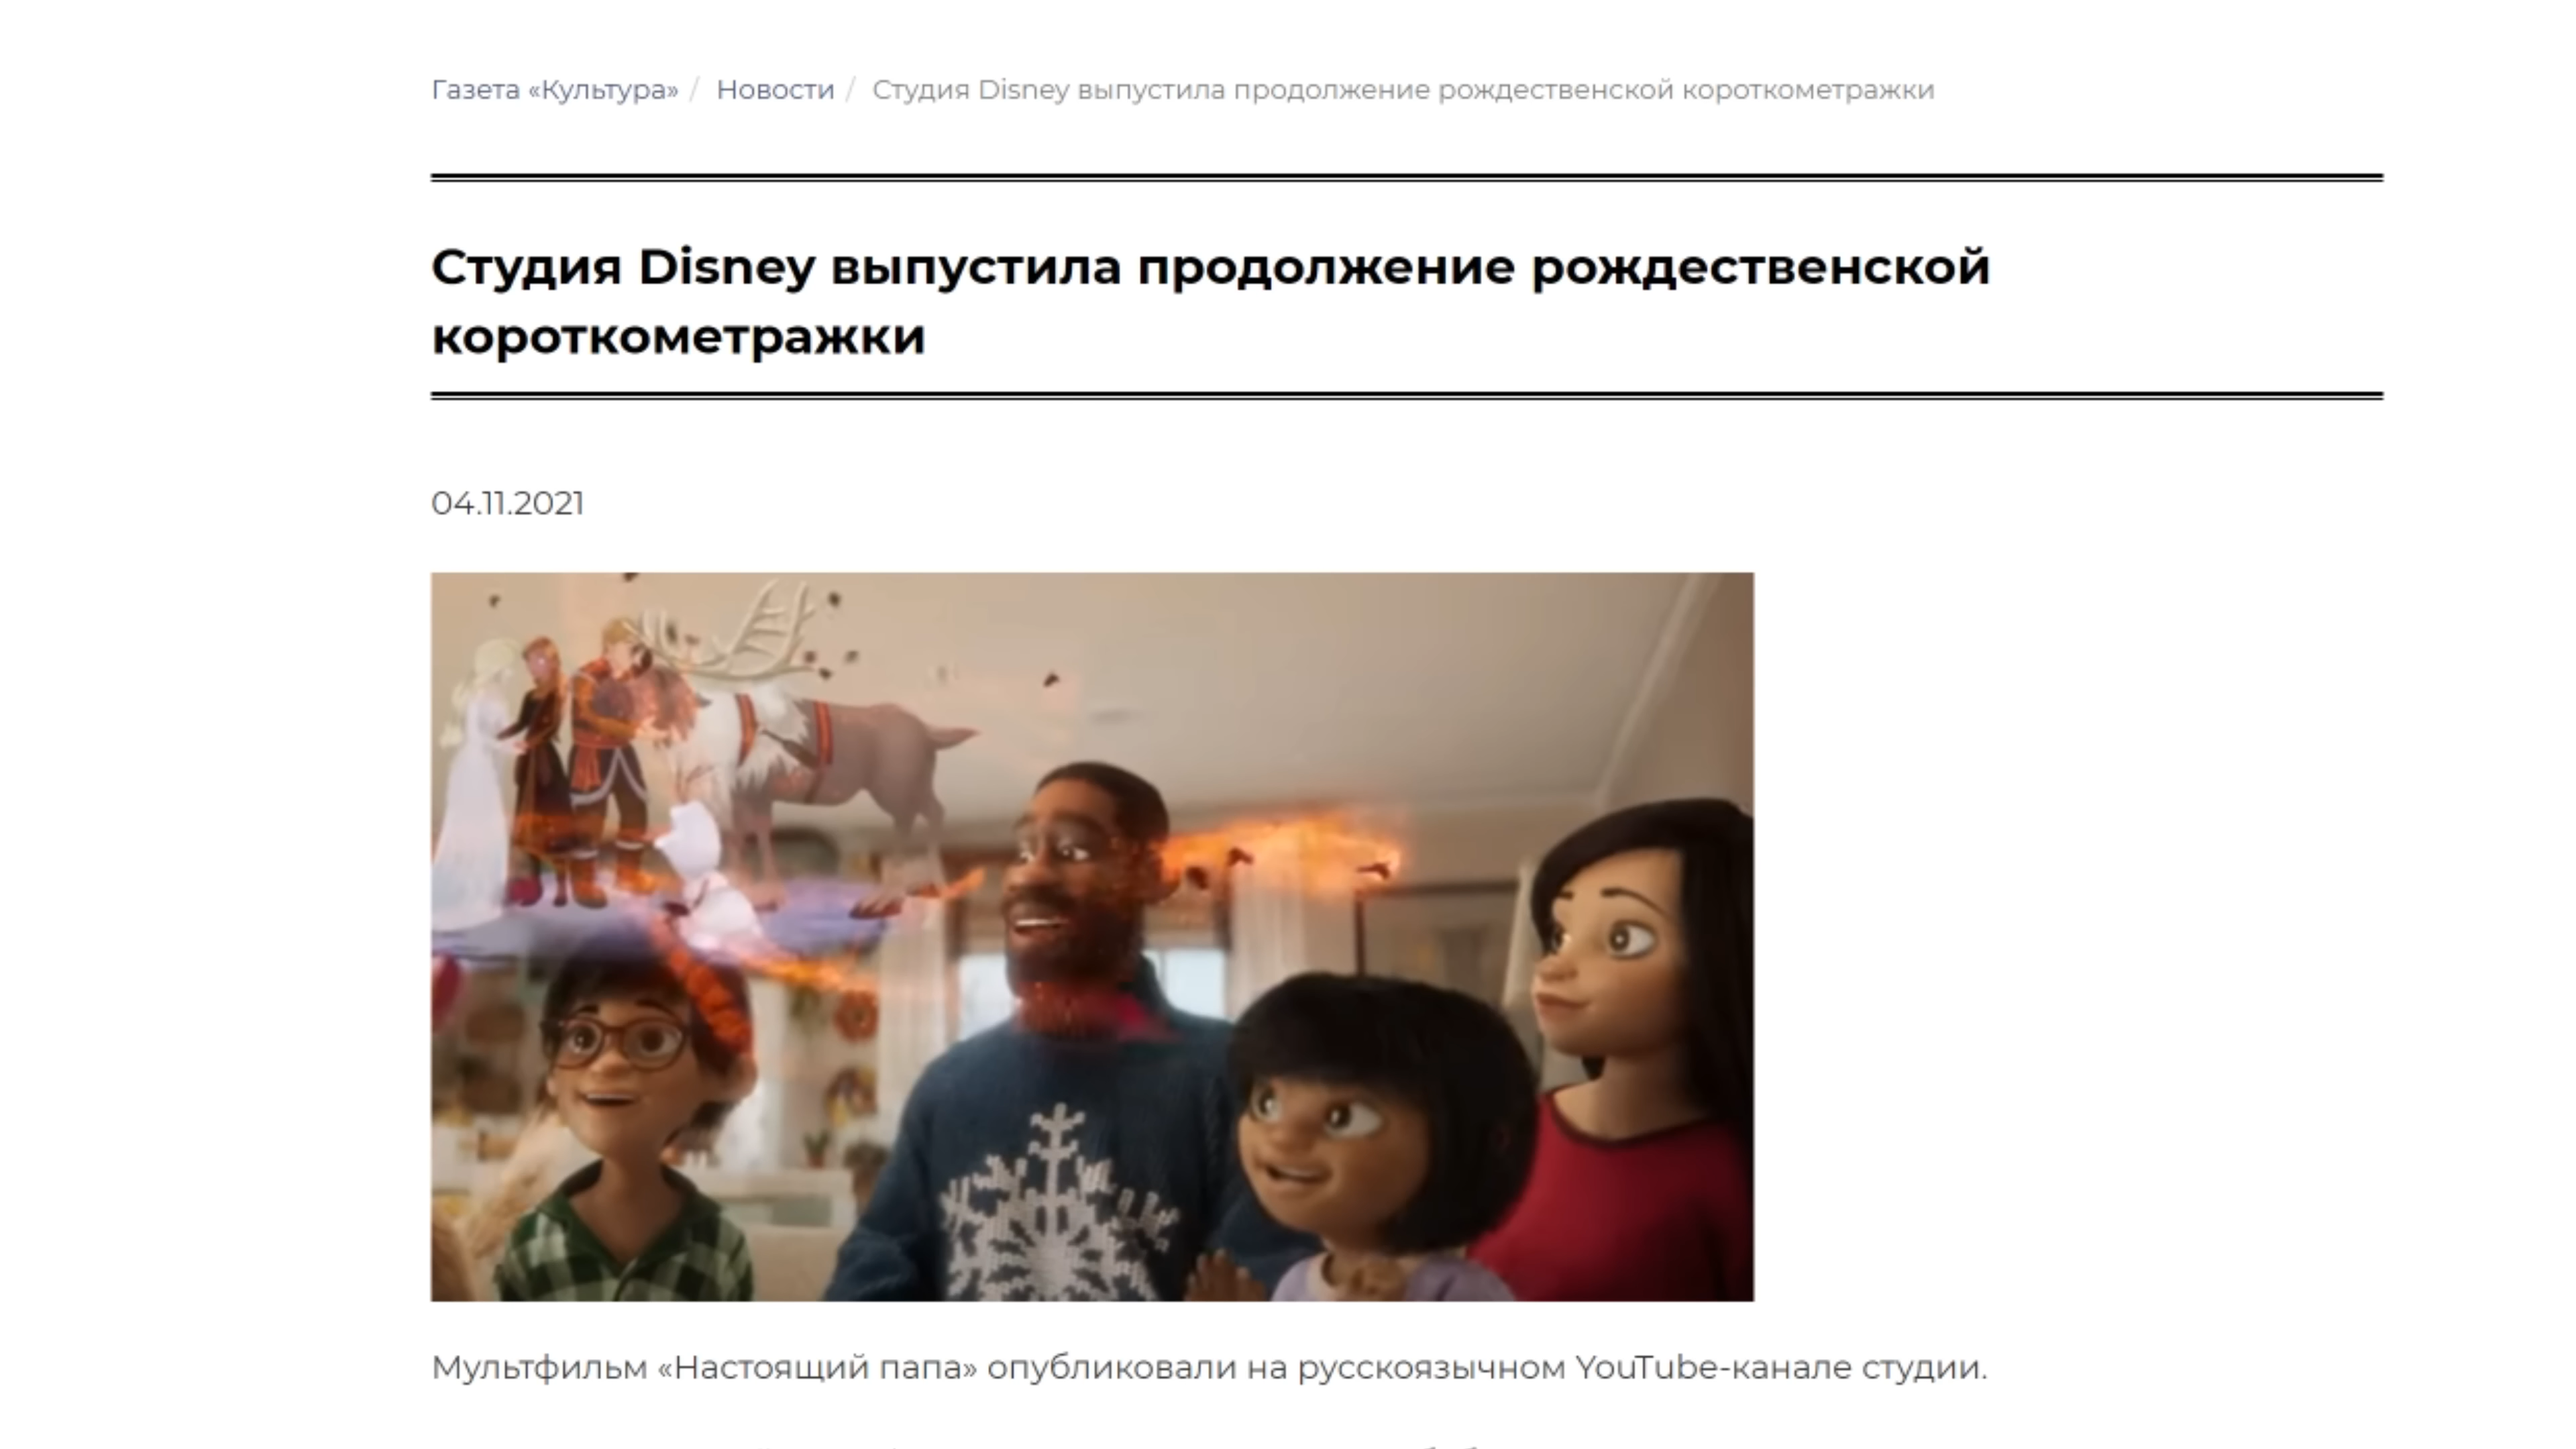 Газета «Культура» / Новости / Студия Disney выпустила продолжение рождественской короткометражки
Студия Disney выпустила продолжение рождественской
короткометражки
04.11.2021
Мультфильм «Настоящий папа» опубликовали на русскоязычном YouTube-канале студии.